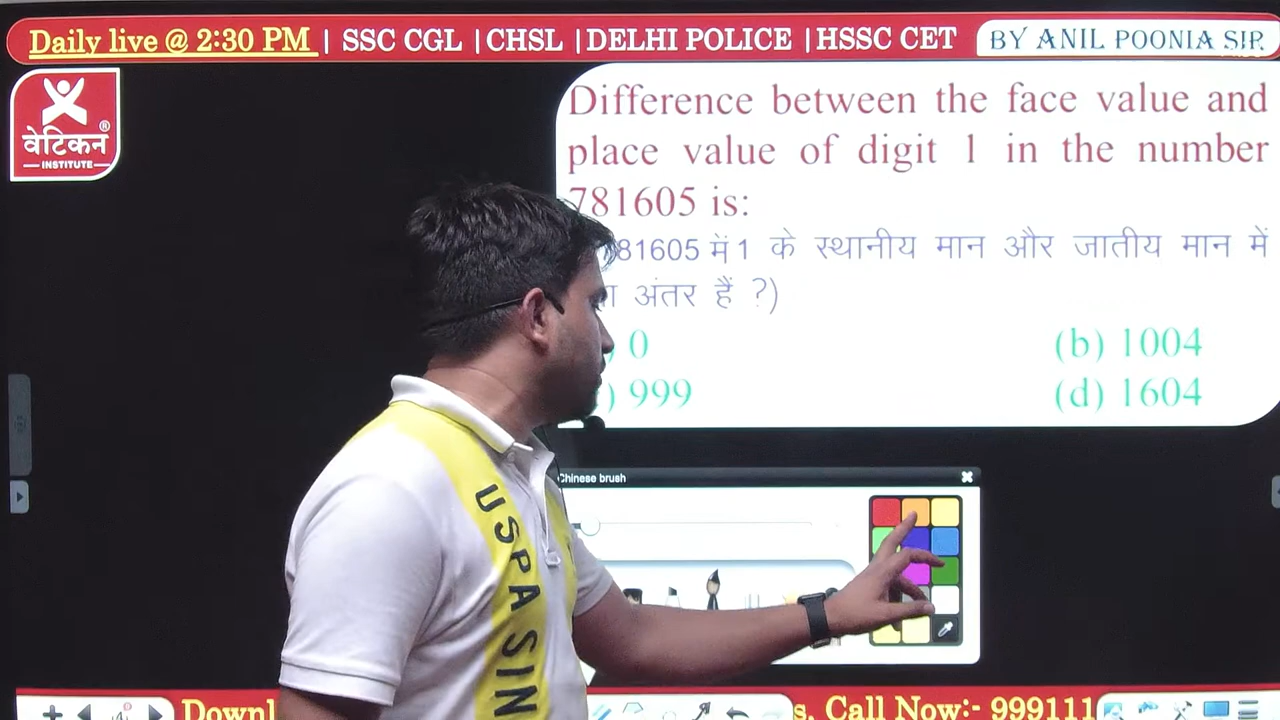 Daily live @ 2:30 PM | SSC CGL |CHSL |DELHI POLICE |HSSC CET
BY ANIL POONIA SIR
वेटिकन
®
INSTITUTE
Difference between the face value and
place value of digit 1 in the number
781605 is:
81605 में 1 के स्थानीय मान और जातीय मान में
अंतर हैं ?)
) 0
(b) 1004
) 999
(d) 1604
Chinese brush
USPA SIN
Downl
s, Call Now:- 999111